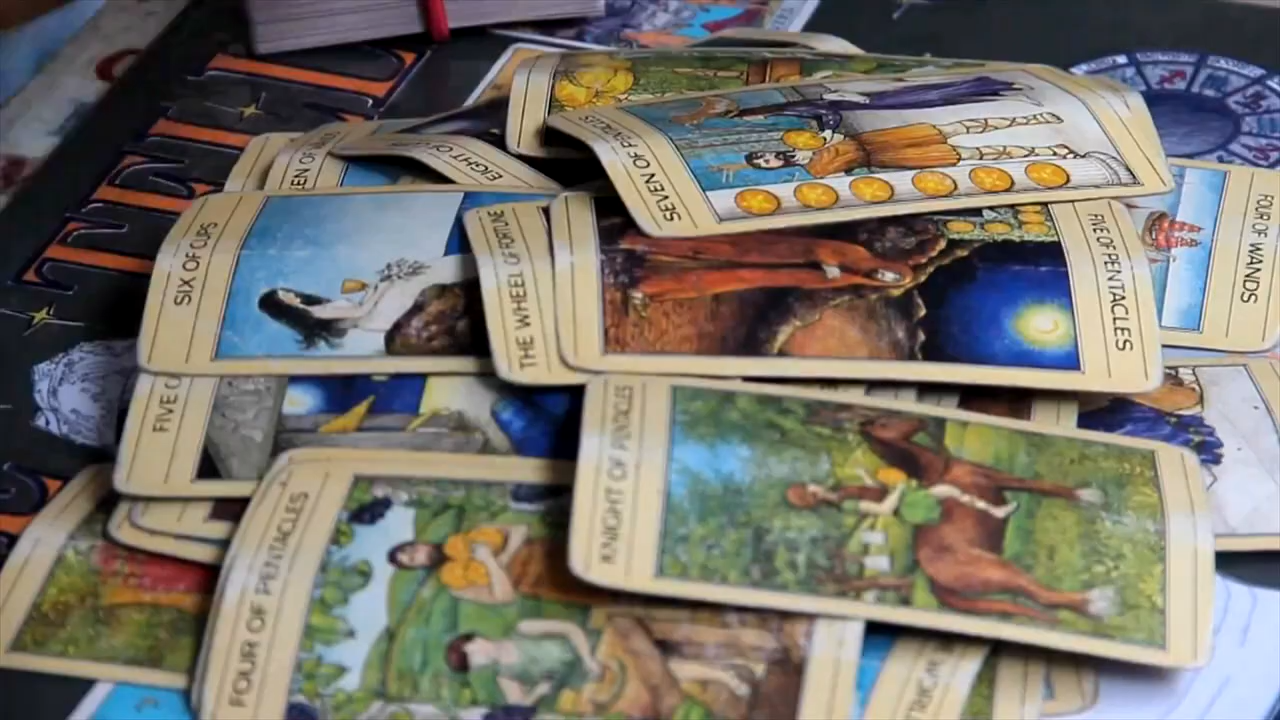 SEVEN OF PENTACLES
EIGHT OF
SIX OF CUPS
THE WHEEL OF FORTUNE
FIVE OF PENTACLES
FOUR OF WANDS
FIVE O
KNIGHT OF PENTACLES
FOUR OF PENTACLES